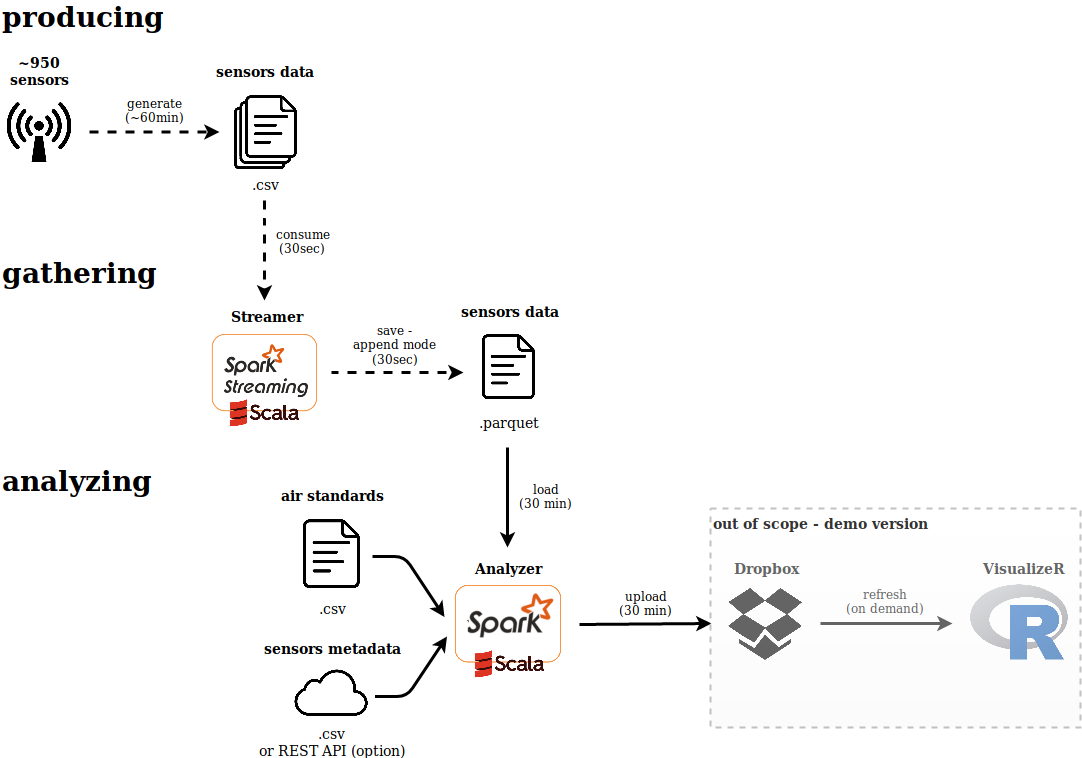 producing
~950
sensors
generate
(~60min)
sensors data
.csv
consume
(30sec)
gathering
Streamer
Spark
Streaming
Scala
save -
append mode
(30sec)
sensors data
.parquet
analyzing
air standards
.csv
load
(30 min)
sensors metadata
.csv
or REST API (option)
Analyzer
Spark
Scala
upload
(30 min)
out of scope - demo version
Dropbox
refresh
(on demand)
VisualizeR
R